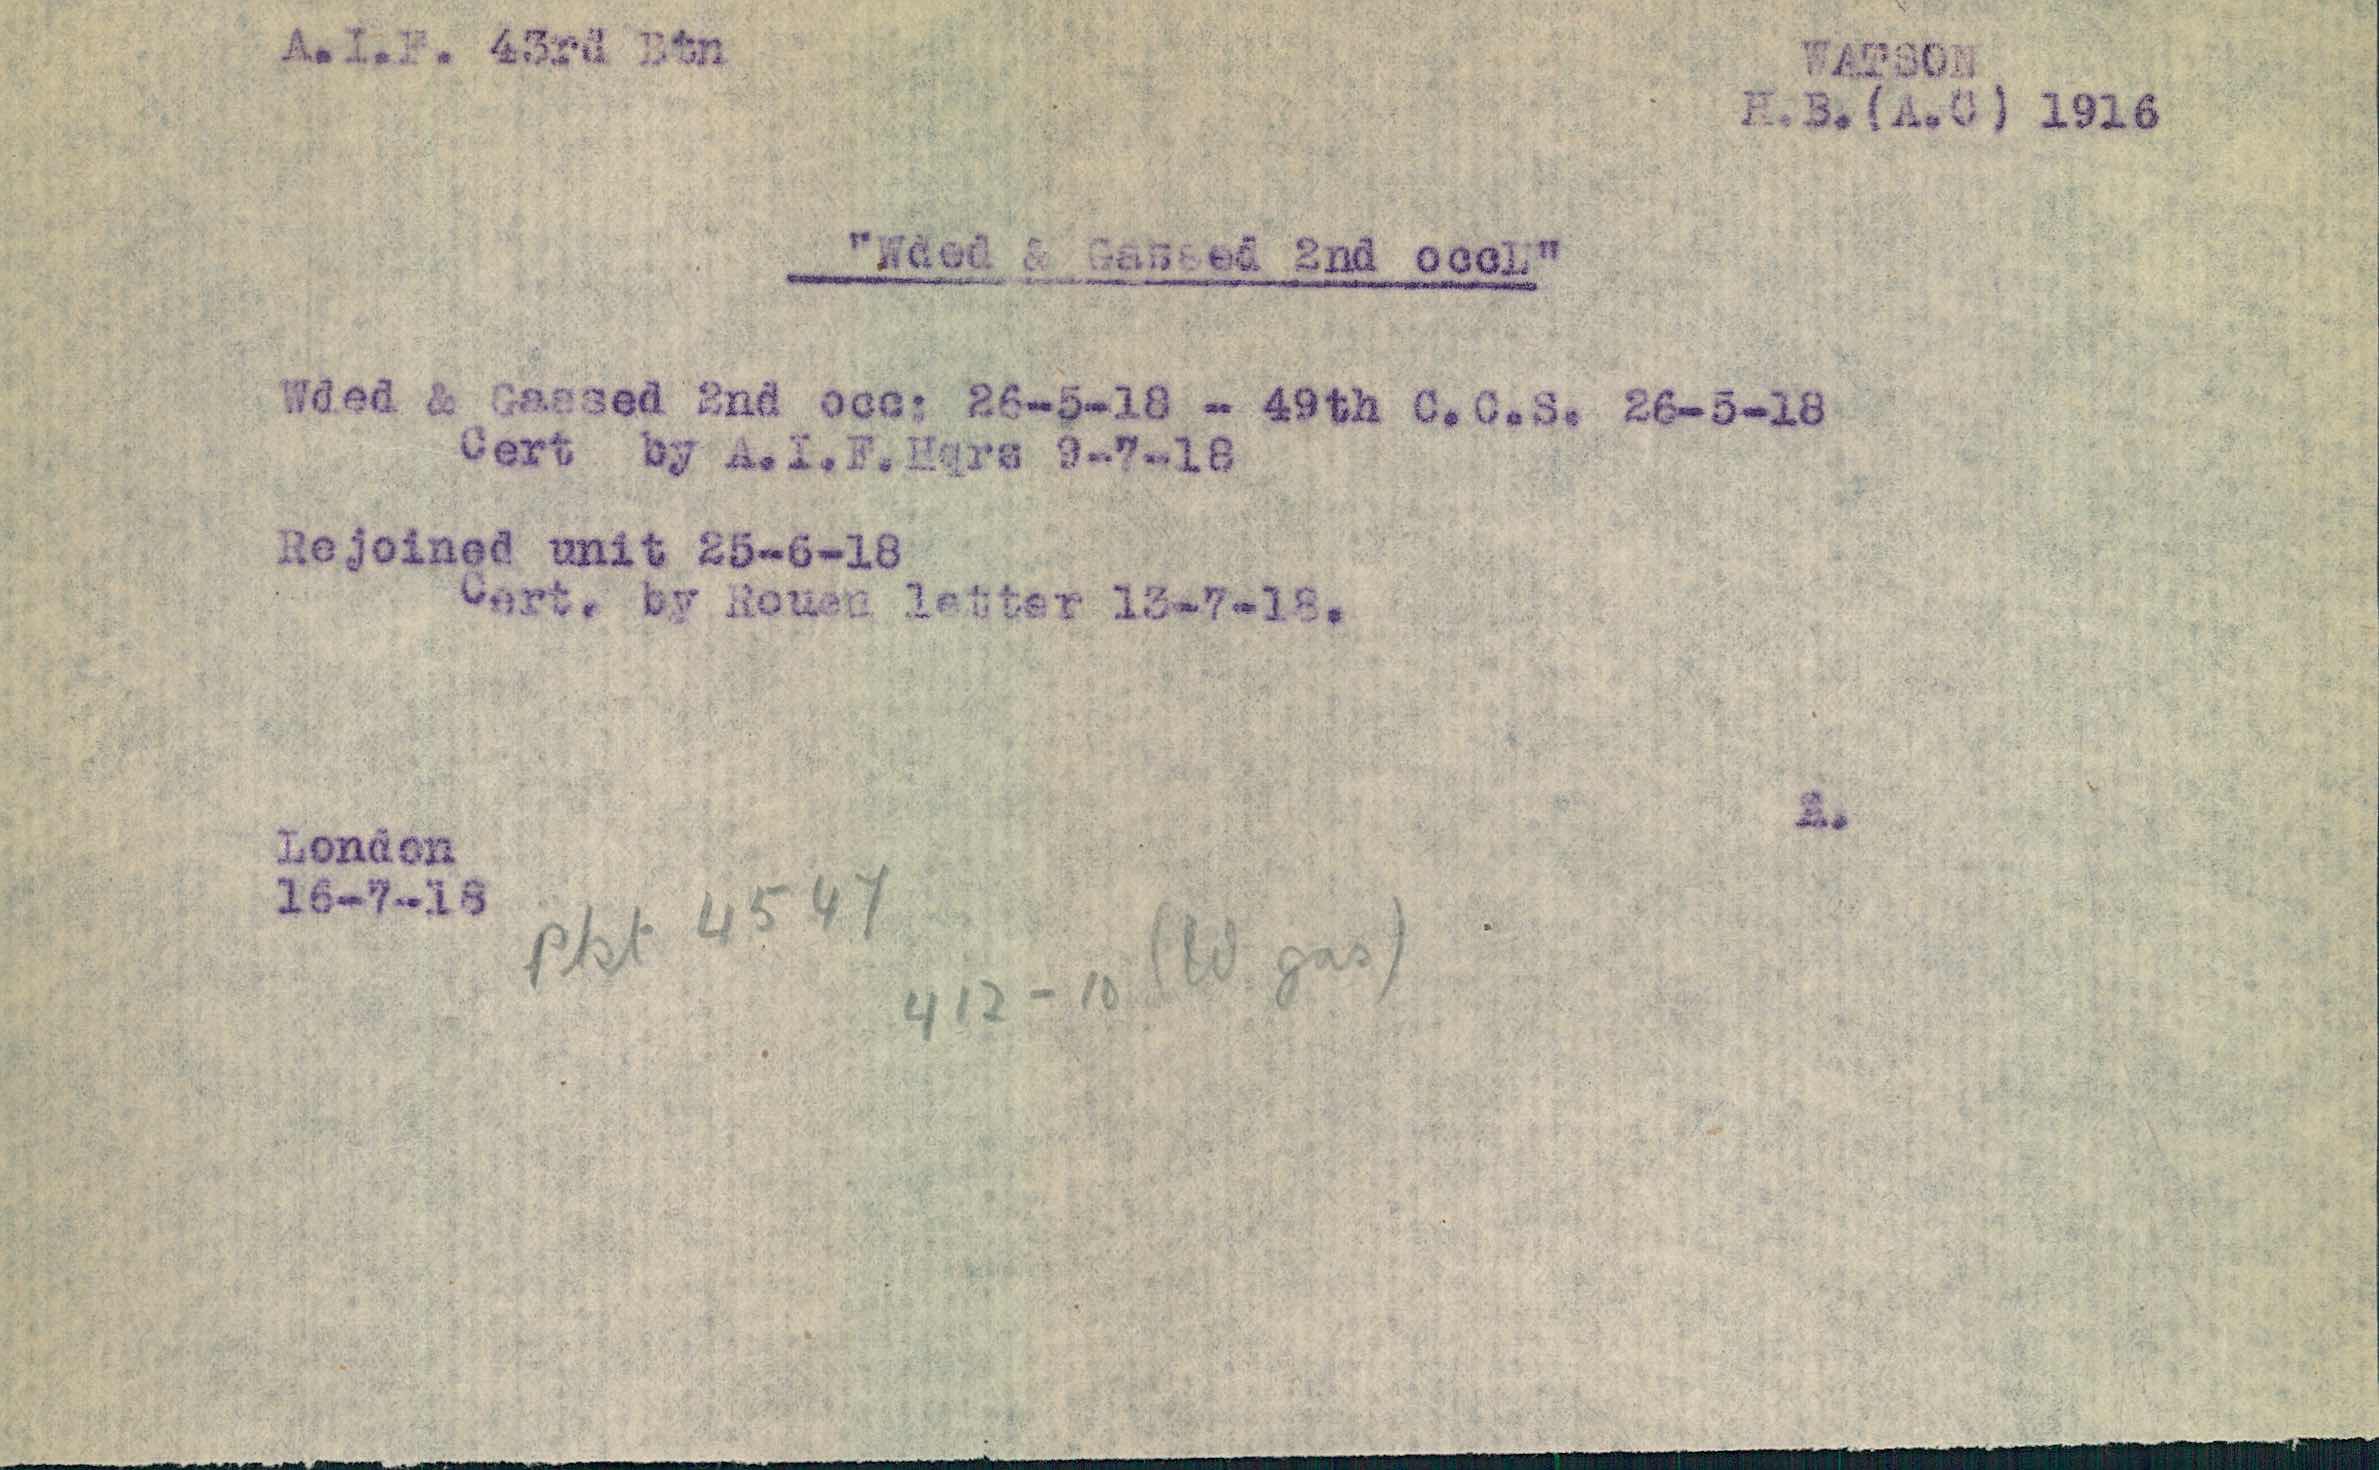 A.I.F. 43rd Btn
WATSON
H.B.(A.C) 1916
"Wded & Gassed 2nd occL"
Wded & Gassed 2nd occ: 26-5-18 - 49th C.C.S. 26-5-18
Cert by A.I.F.Hqrs 9-7-18
Rejoined unit 25-6-18
Cert. by Rouen letter 13-7-18.
London
16-7-18
Pkt 4547
412-10 (W gas)